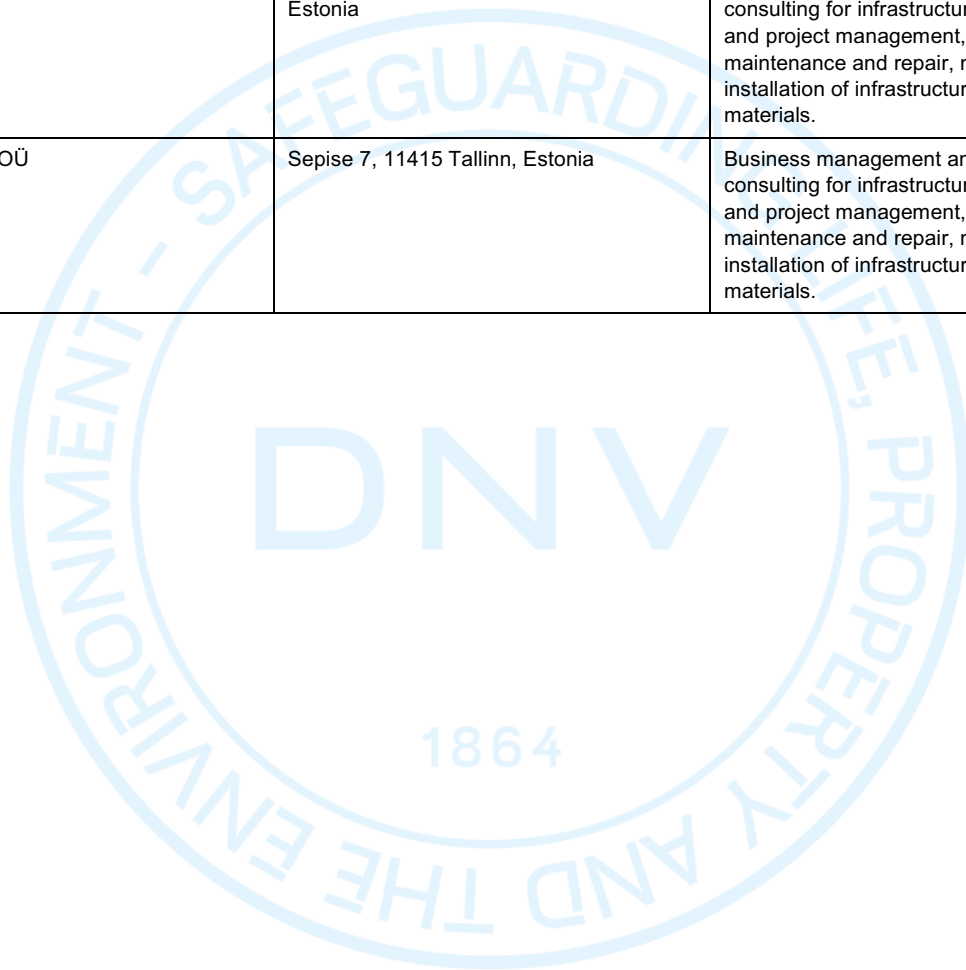 Estonia
consulting for infrastructur
and project management,
maintenance and repair,
installation of infrastructur
materials.
OÜ
Sepise 7, 11415 Tallinn, Estonia
Business management an
consulting for infrastructur
and project management,
maintenance and repair,
installation of infrastructur
materials.
SAFEGUARDING LIFE, PROPERTY AND THE ENVIRONMENT -
DNV
1864